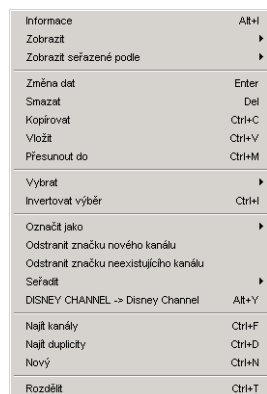 Informace Alt+I
Zobrazit
Zobrazit seřazené podle
Změna dat Enter
Smazat Del
Kopírovat Ctrl+C
Vložit Ctrl+V
Přesunout do Ctrl+M
Vybrat
Invertovat výběr Ctrl+I
Označit jako
Odstranit značku nového kanálu
Odstranit značku neexistujícího kanálu
Seřadit
DISNEY CHANNEL -> Disney Channel Alt+Y
Najít kanály Ctrl+F
Najít duplicity Ctrl+D
Nový Ctrl+N
Rozdělit Ctrl+T